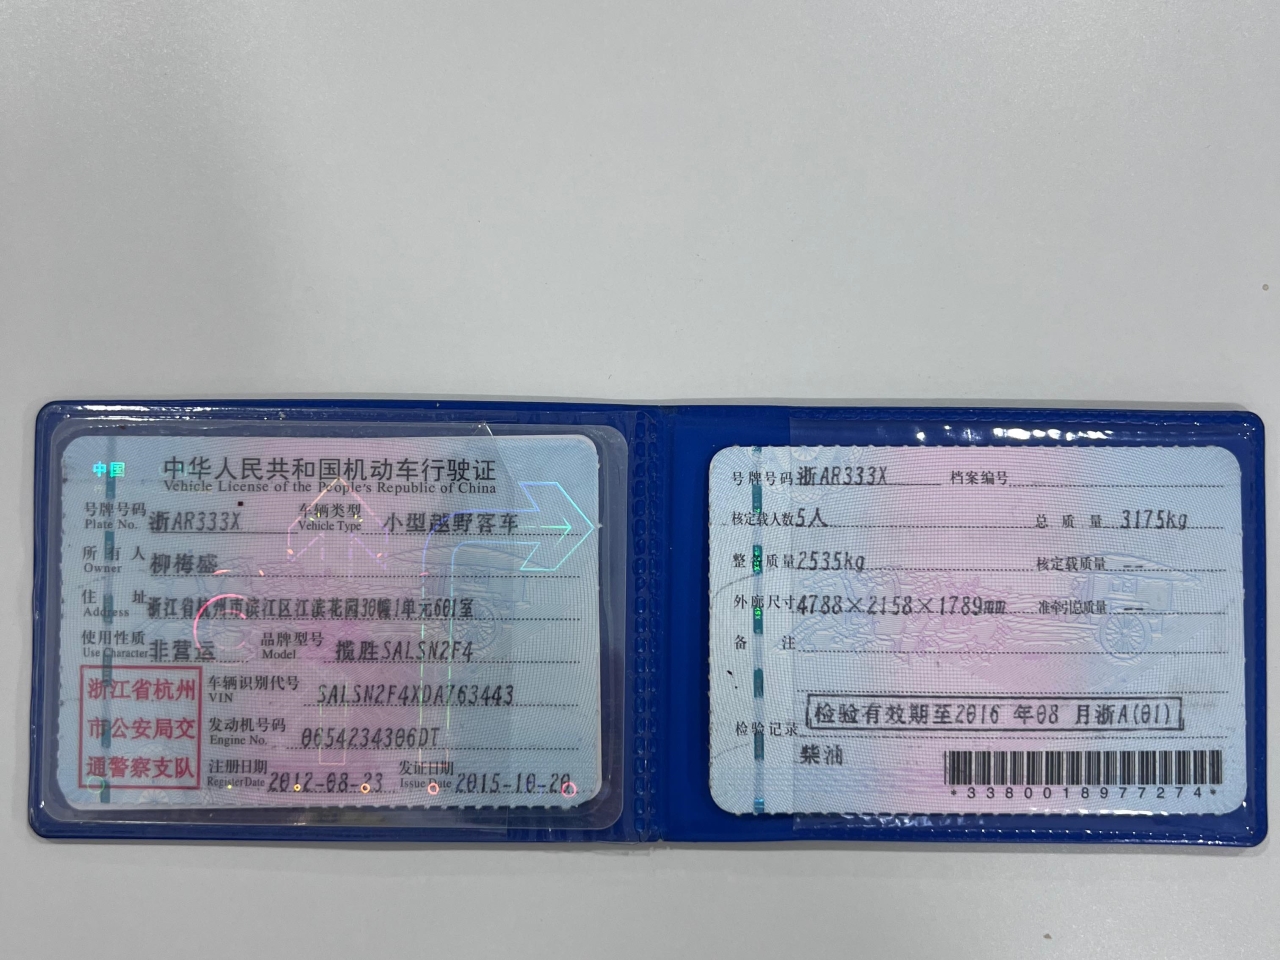 中国
中华人民共和国机动车行驶证
Vehicle License of the People's Republic of China
号牌号码 浙AR333X 车辆类型 小型越野客车
Plate No. Vehicle Type
所有人 柳梅盛
Owner
住址 浙江省杭州市滨江区江滨花园30幢1单元601室
Address
使用性质 非营运 品牌型号 揽胜SALSN2F4
Use Character Model
浙江省杭州
市公安局交
通警察支队
车辆识别代号 SALSN2F4XDA763443
VIN
发动机号码 0654234306DT
Engine No.
注册日期 2012-08-23 发证日期 2015-10-20
Register Date Issue Date
号牌号码 浙AR333X 档案编号
核定载人数 5人 总质量 3175kg
整备质量 2535kg 核定载质量 --
外廓尺寸 4788×2158×1789mm 准牵引总质量 --
备注
检验记录 检验有效期至2016 年08 月浙A(01)
柴油
*3380018977274*